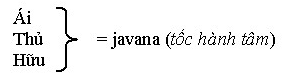 Ái
Thủ
Hữu
= javana (tốc hành tâm)